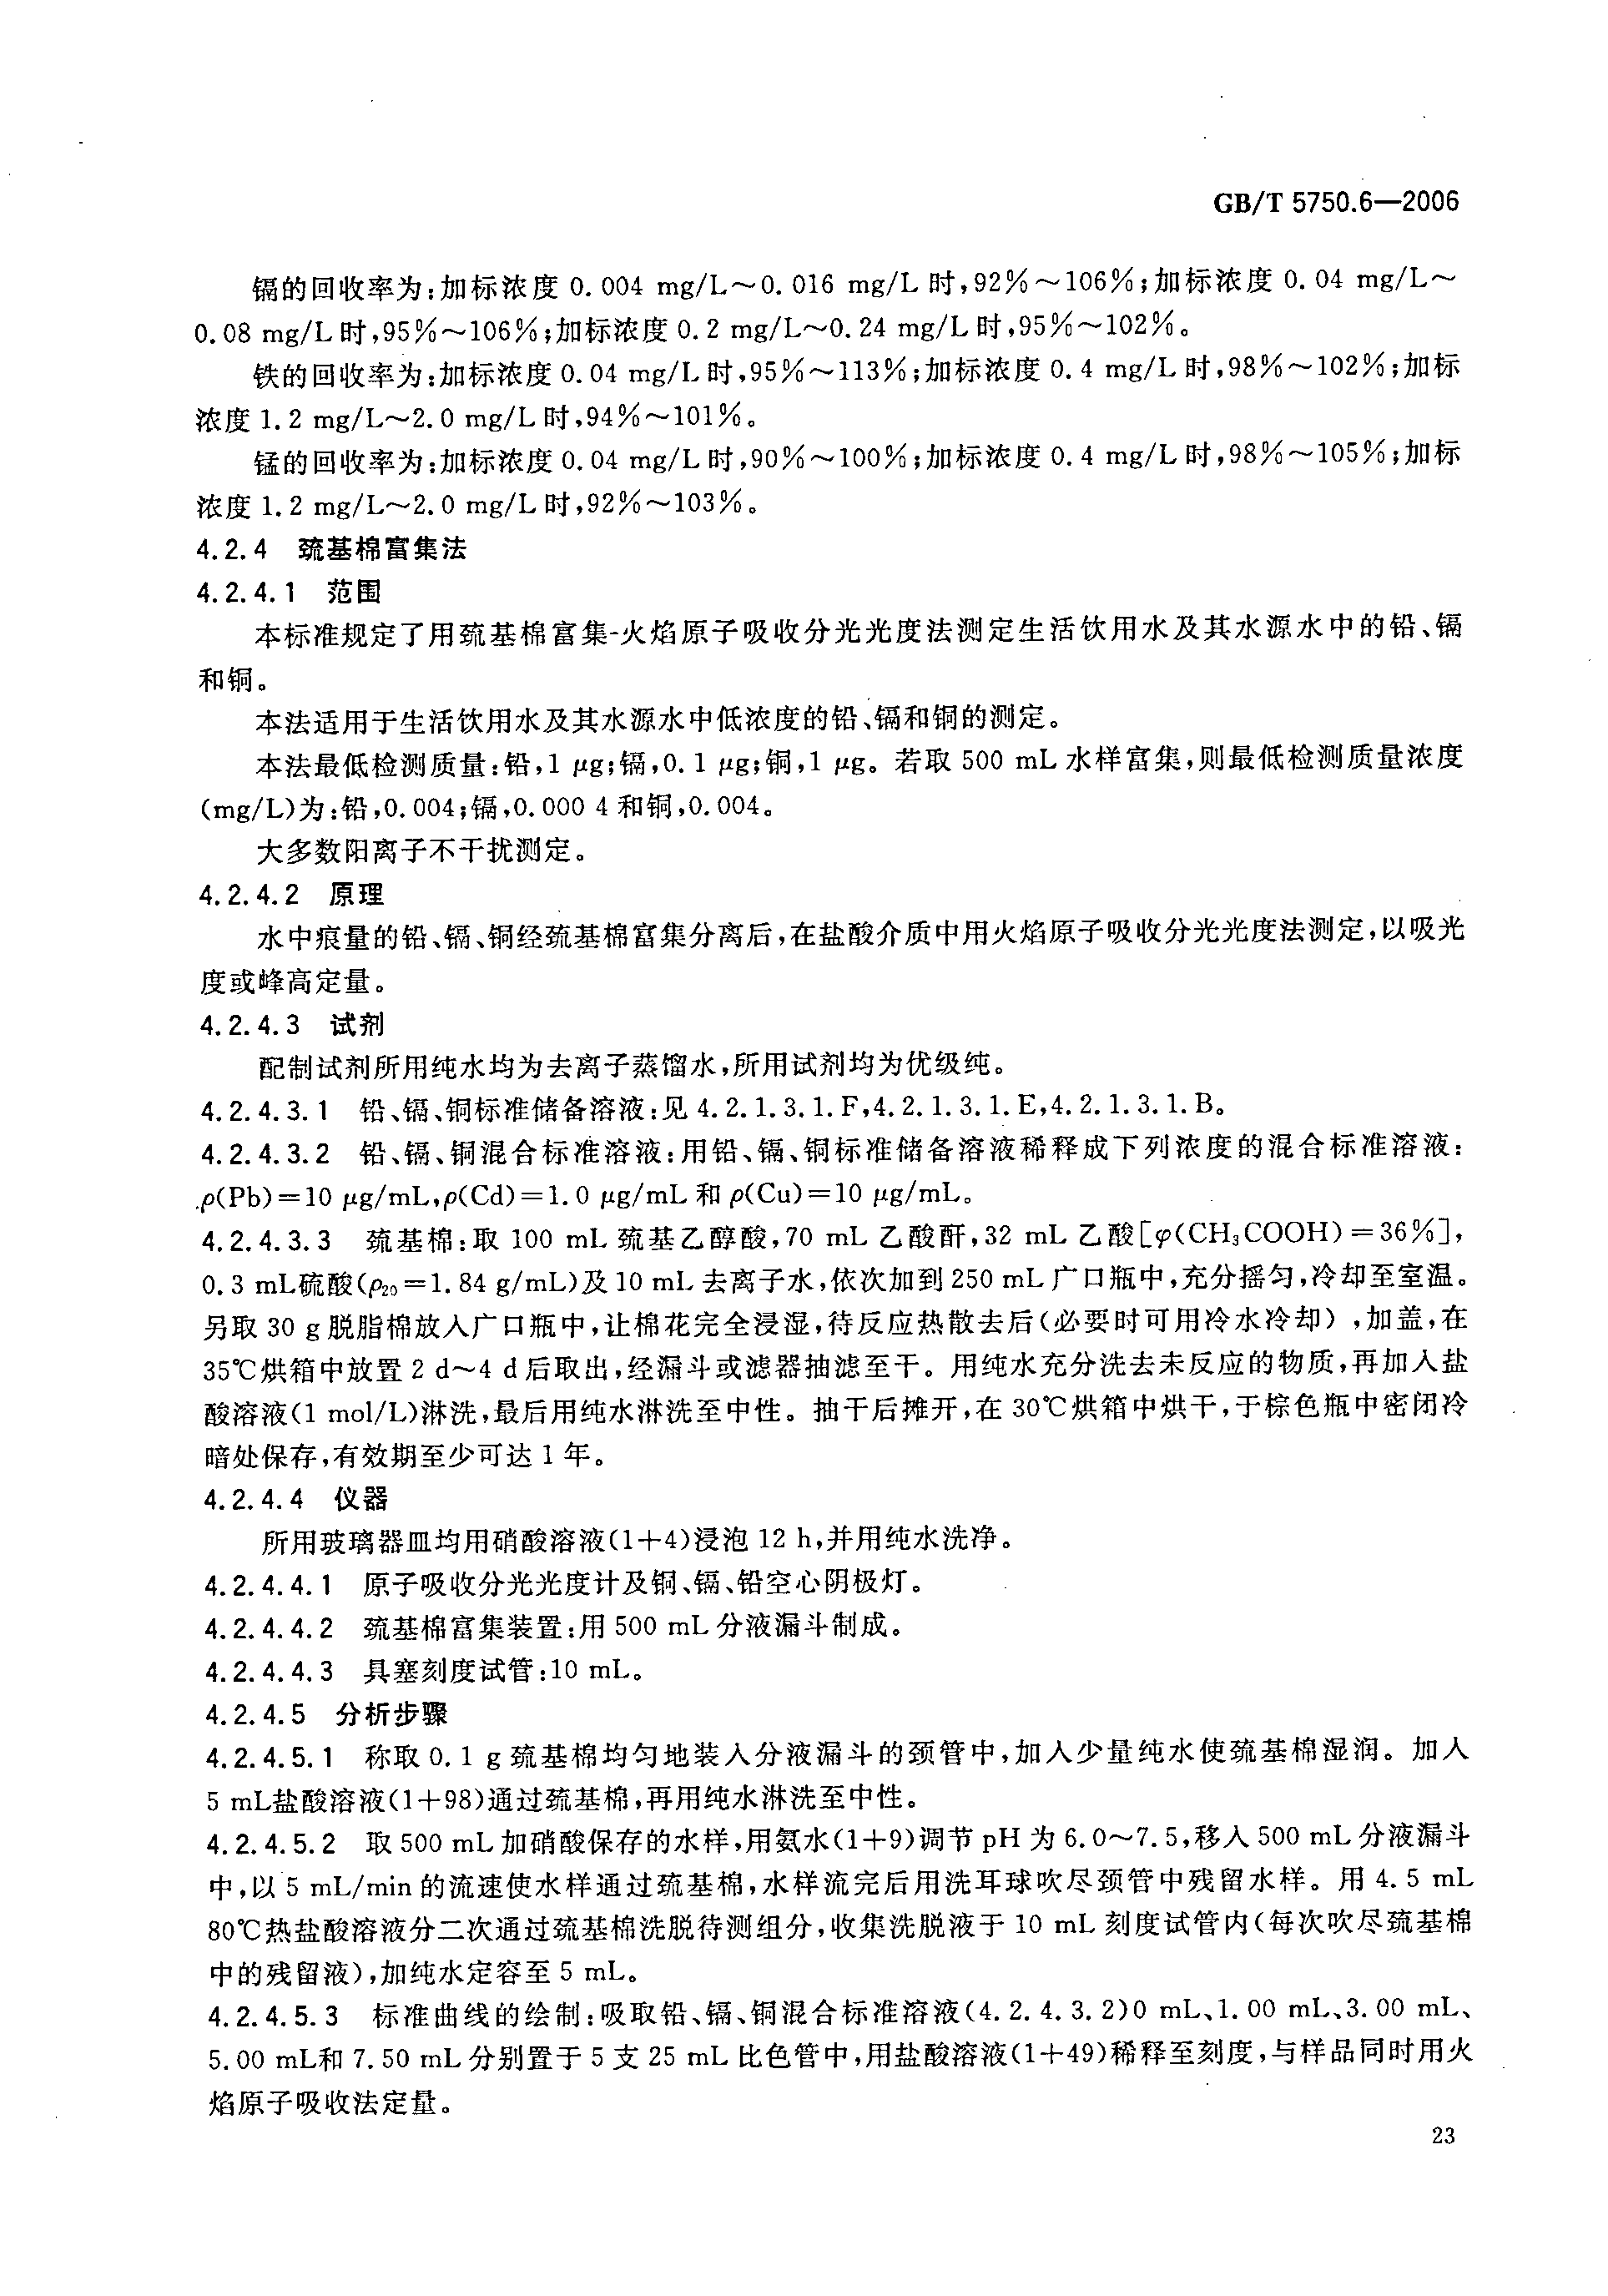 GB/T 5750.6—2006
镉的回收率为:加标浓度 0.004 mg/L～0.016 mg/L 时,92%～106%;加标浓度 0.04 mg/L～
0.08 mg/L 时,95%～106%;加标浓度 0.2 mg/L～0.24 mg/L 时,95%～102%。
铁的回收率为:加标浓度 0.04 mg/L 时,95%～113%;加标浓度 0.4 mg/L 时,98%～102%;加标
浓度 1.2 mg/L～2.0 mg/L 时,94%～101%。
锰的回收率为:加标浓度 0.04 mg/L 时,90%～100%;加标浓度 0.4 mg/L 时,98%～105%;加标
浓度 1.2 mg/L～2.0 mg/L 时,92%～103%。
4.2.4 巯基棉富集法
4.2.4.1 范围
本标准规定了用巯基棉富集-火焰原子吸收分光光度法测定生活饮用水及其水源水中的铅、镉
和铜。
本法适用于生活饮用水及其水源水中低浓度的铅、镉和铜的测定。
本法最低检测质量:铅,1 μg;镉,0.1 μg;铜,1 μg。若取 500 mL 水样富集,则最低检测质量浓度
(mg/L)为:铅,0.004;镉,0.000 4 和铜,0.004。
大多数阳离子不干扰测定。
4.2.4.2 原理
水中痕量的铅、镉、铜经巯基棉富集分离后,在盐酸介质中用火焰原子吸收分光光度法测定,以吸光
度或峰高定量。
4.2.4.3 试剂
配制试剂所用纯水均为去离子蒸馏水,所用试剂均为优级纯。
4.2.4.3.1 铅、镉、铜标准储备溶液:见 4.2.1.3.1.F,4.2.1.3.1.E,4.2.1.3.1.B。
4.2.4.3.2 铅、镉、铜混合标准溶液:用铅、镉、铜标准储备溶液稀释成下列浓度的混合标准溶液:
ρ(Pb)=10 μg/mL,ρ(Cd)=1.0 μg/mL 和 ρ(Cu)=10 μg/mL。
4.2.4.3.3 巯基棉:取 100 mL 巯基乙醇酸,70 mL 乙酸酐,32 mL 乙酸[φ(CH₃COOH)=36%],
0.3 mL硫酸(ρ₂₀=1.84 g/mL)及 10 mL 去离子水,依次加到 250 mL 广口瓶中,充分摇匀,冷却至室温。
另取 30 g 脱脂棉放入广口瓶中,让棉花完全浸湿,待反应热散去后(必要时可用冷水冷却),加盖,在
35℃烘箱中放置 2 d～4 d 后取出,经漏斗或滤器抽滤至干。用纯水充分洗去未反应的物质,再加入盐
酸溶液(1 mol/L)淋洗,最后用纯水淋洗至中性。抽干后摊开,在 30℃烘箱中烘干,于棕色瓶中密闭冷
暗处保存,有效期至少可达 1 年。
4.2.4.4 仪器
所用玻璃器皿均用硝酸溶液(1+4)浸泡 12 h,并用纯水洗净。
4.2.4.4.1 原子吸收分光光度计及铜、镉、铅空心阴极灯。
4.2.4.4.2 巯基棉富集装置:用 500 mL 分液漏斗制成。
4.2.4.4.3 具塞刻度试管:10 mL。
4.2.4.5 分析步骤
4.2.4.5.1 称取 0.1 g 巯基棉均匀地装入分液漏斗的颈管中,加入少量纯水使巯基棉湿润。加入
5 mL盐酸溶液(1+98)通过巯基棉,再用纯水淋洗至中性。
4.2.4.5.2 取 500 mL 加硝酸保存的水样,用氨水(1+9)调节 pH 为 6.0～7.5,移入 500 mL 分液漏斗
中,以 5 mL/min 的流速使水样通过巯基棉,水样流完后用洗耳球吹尽颈管中残留水样。用 4.5 mL
80℃热盐酸溶液分二次通过巯基棉洗脱待测组分,收集洗脱液于 10 mL 刻度试管内(每次吹尽巯基棉
中的残留液),加纯水定容至 5 mL。
4.2.4.5.3 标准曲线的绘制:吸取铅、镉、铜混合标准溶液(4.2.4.3.2)0 mL、1.00 mL、3.00 mL、
5.00 mL和 7.50 mL 分别置于 5 支 25 mL 比色管中,用盐酸溶液(1+49)稀释至刻度,与样品同时用火
焰原子吸收法定量。
23